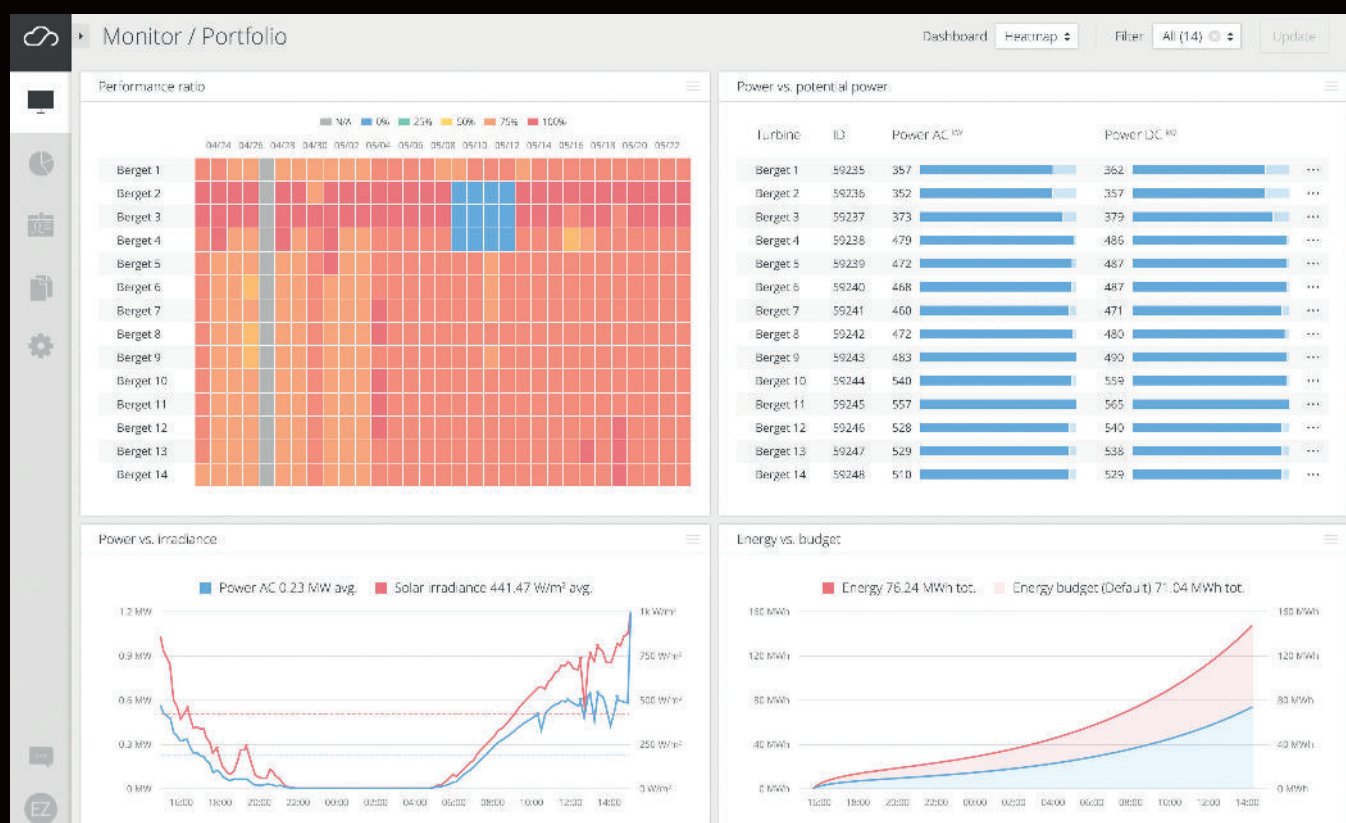 Monitor / Portfolio
Dashboard Heatmap Filter All (14) Update
Performance ratio
N/A 0% 25% 50% 75% 100%
04/24 04/26 04/28 04/30 05/02 05/04 05/06 05/08 05/10 05/12 05/14 05/16 05/18 05/20 05/22
Berget 1
Berget 2
Berget 3
Berget 4
Berget 5
Berget 6
Berget 7
Berget 8
Berget 9
Berget 10
Berget 11
Berget 12
Berget 13
Berget 14
Power vs. potential power
Turbine ID Power AC kW Power DC kW
Berget 1 59235 357 362 ...
Berget 2 59236 352 357 ...
Berget 3 59237 373 379 ...
Berget 4 59238 479 486 ...
Berget 5 59239 472 487 ...
Berget 6 59240 468 487 ...
Berget 7 59241 460 471 ...
Berget 8 59242 472 480 ...
Berget 9 59243 483 490 ...
Berget 10 59244 540 559 ...
Berget 11 59245 557 565 ...
Berget 12 59246 528 540 ...
Berget 13 59247 529 538 ...
Berget 14 59248 510 529 ...
Power vs. irradiance
Power AC 0.23 MW avg. Solar irradiance 441.47 W/m² avg.
1.2 MW 1k W/m²
0.9 MW 750 W/m²
0.6 MW 500 W/m²
0.3 MW 250 W/m²
0 MW 0 W/m²
16:00 18:00 20:00 22:00 00:00 02:00 04:00 06:00 08:00 10:00 12:00 14:00
Energy vs. budget
Energy 76.24 MWh tot. Energy budget (Default) 71.04 MWh tot.
160 MWh 160 MWh
120 MWh 120 MWh
80 MWh 80 MWh
40 MWh 40 MWh
0 MWh 0 MWh
16:00 18:00 20:00 22:00 00:00 02:00 04:00 06:00 08:00 10:00 12:00 14:00
EZ